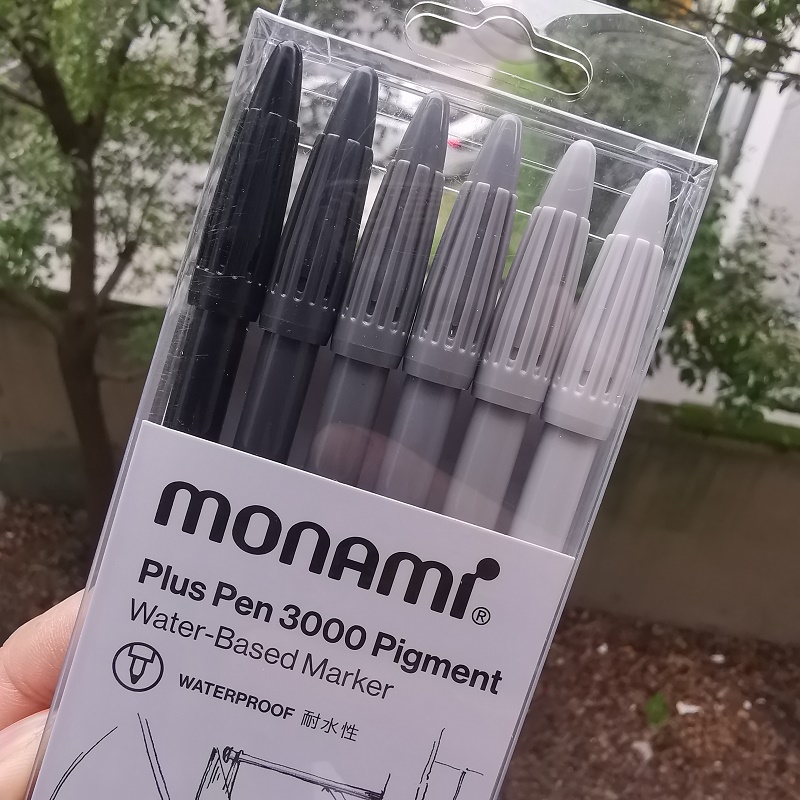 monami®
Plus Pen 3000 Pigment
Water-Based Marker
WATERPROOF 耐水性